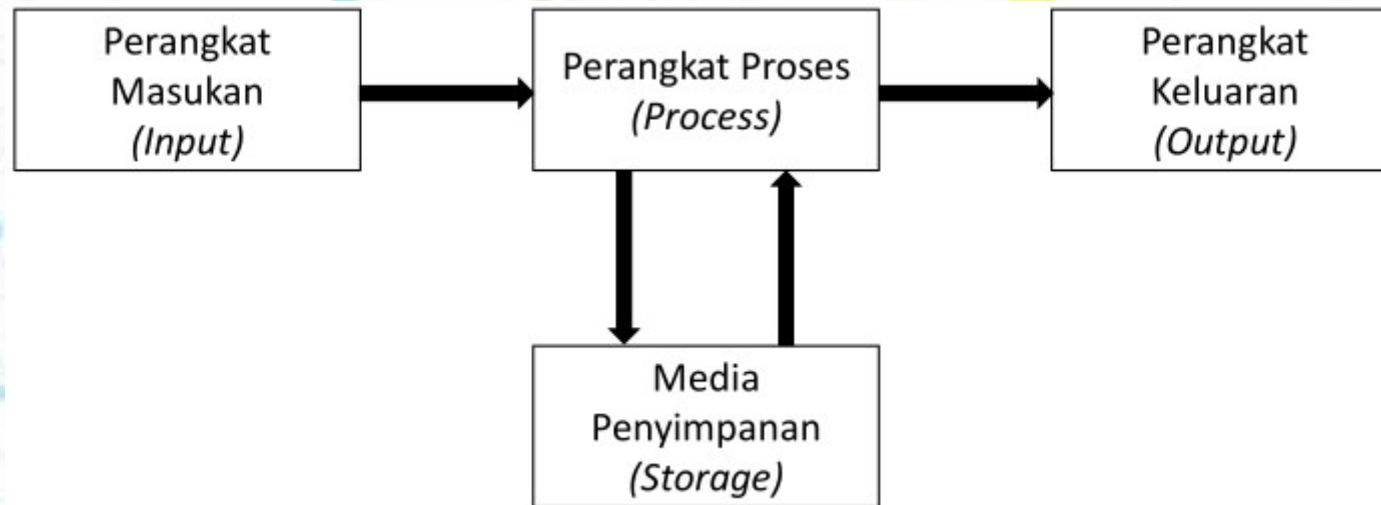 Perangkat
Masukan
(Input)
Perangkat Proses
(Process)
Perangkat
Keluaran
(Output)
Media
Penyimpanan
(Storage)